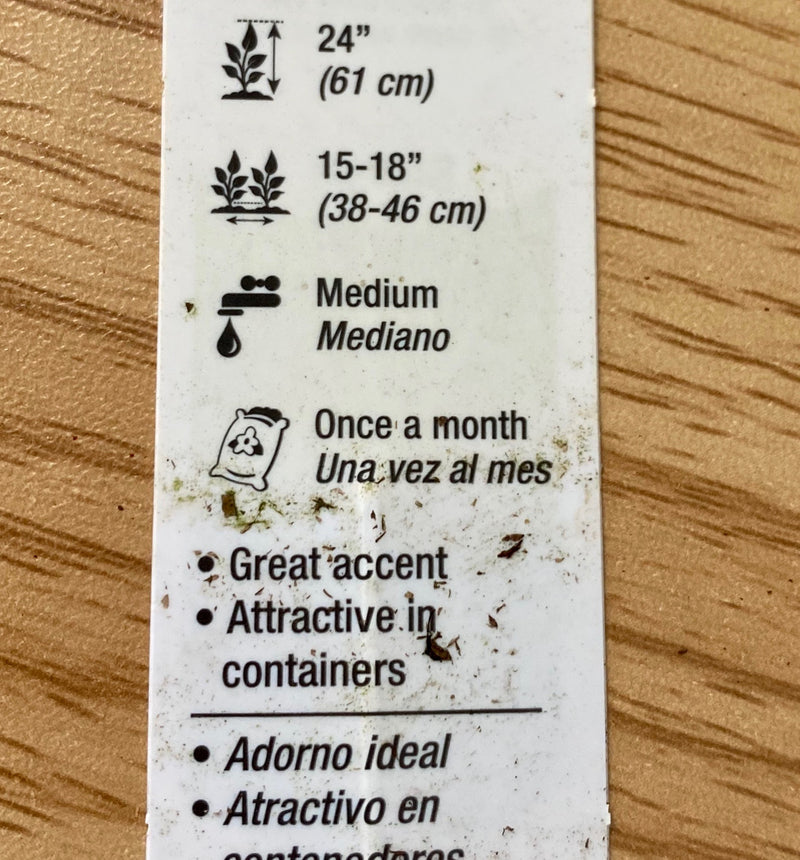 24”
(61 cm)
15-18”
(38-46 cm)
Medium
Mediano
Once a month
Una vez al mes
• Great accent
• Attractive in
containers
• Adorno ideal
• Atractivo en
contenedores